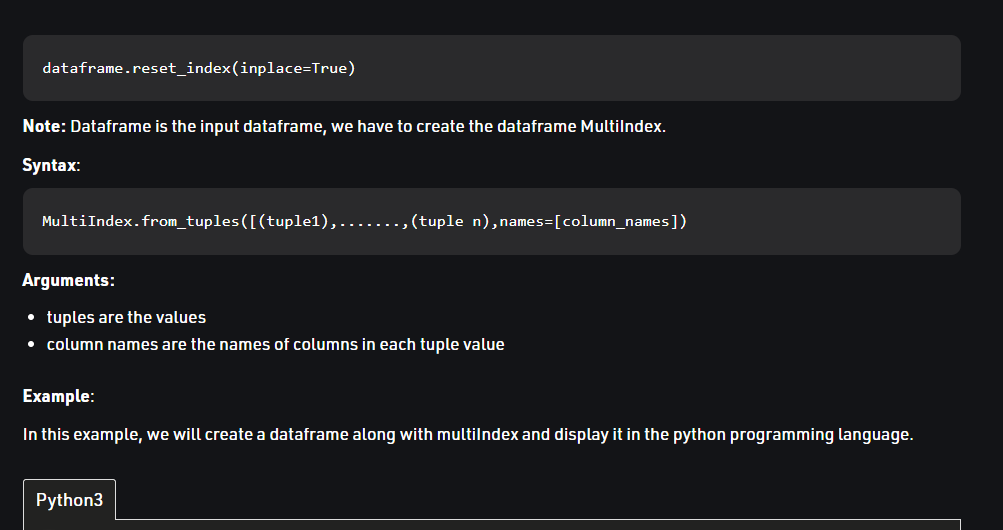 dataframe.reset_index(inplace=True)
Note: Dataframe is the input dataframe, we have to create the dataframe MultiIndex.
Syntax:
MultiIndex.from_tuples([(tuple1),.......,(tuple n),names=[column_names])
Arguments:
• tuples are the values
• column names are the names of columns in each tuple value
Example:
In this example, we will create a dataframe along with multiIndex and display it in the python programming language.
Python3